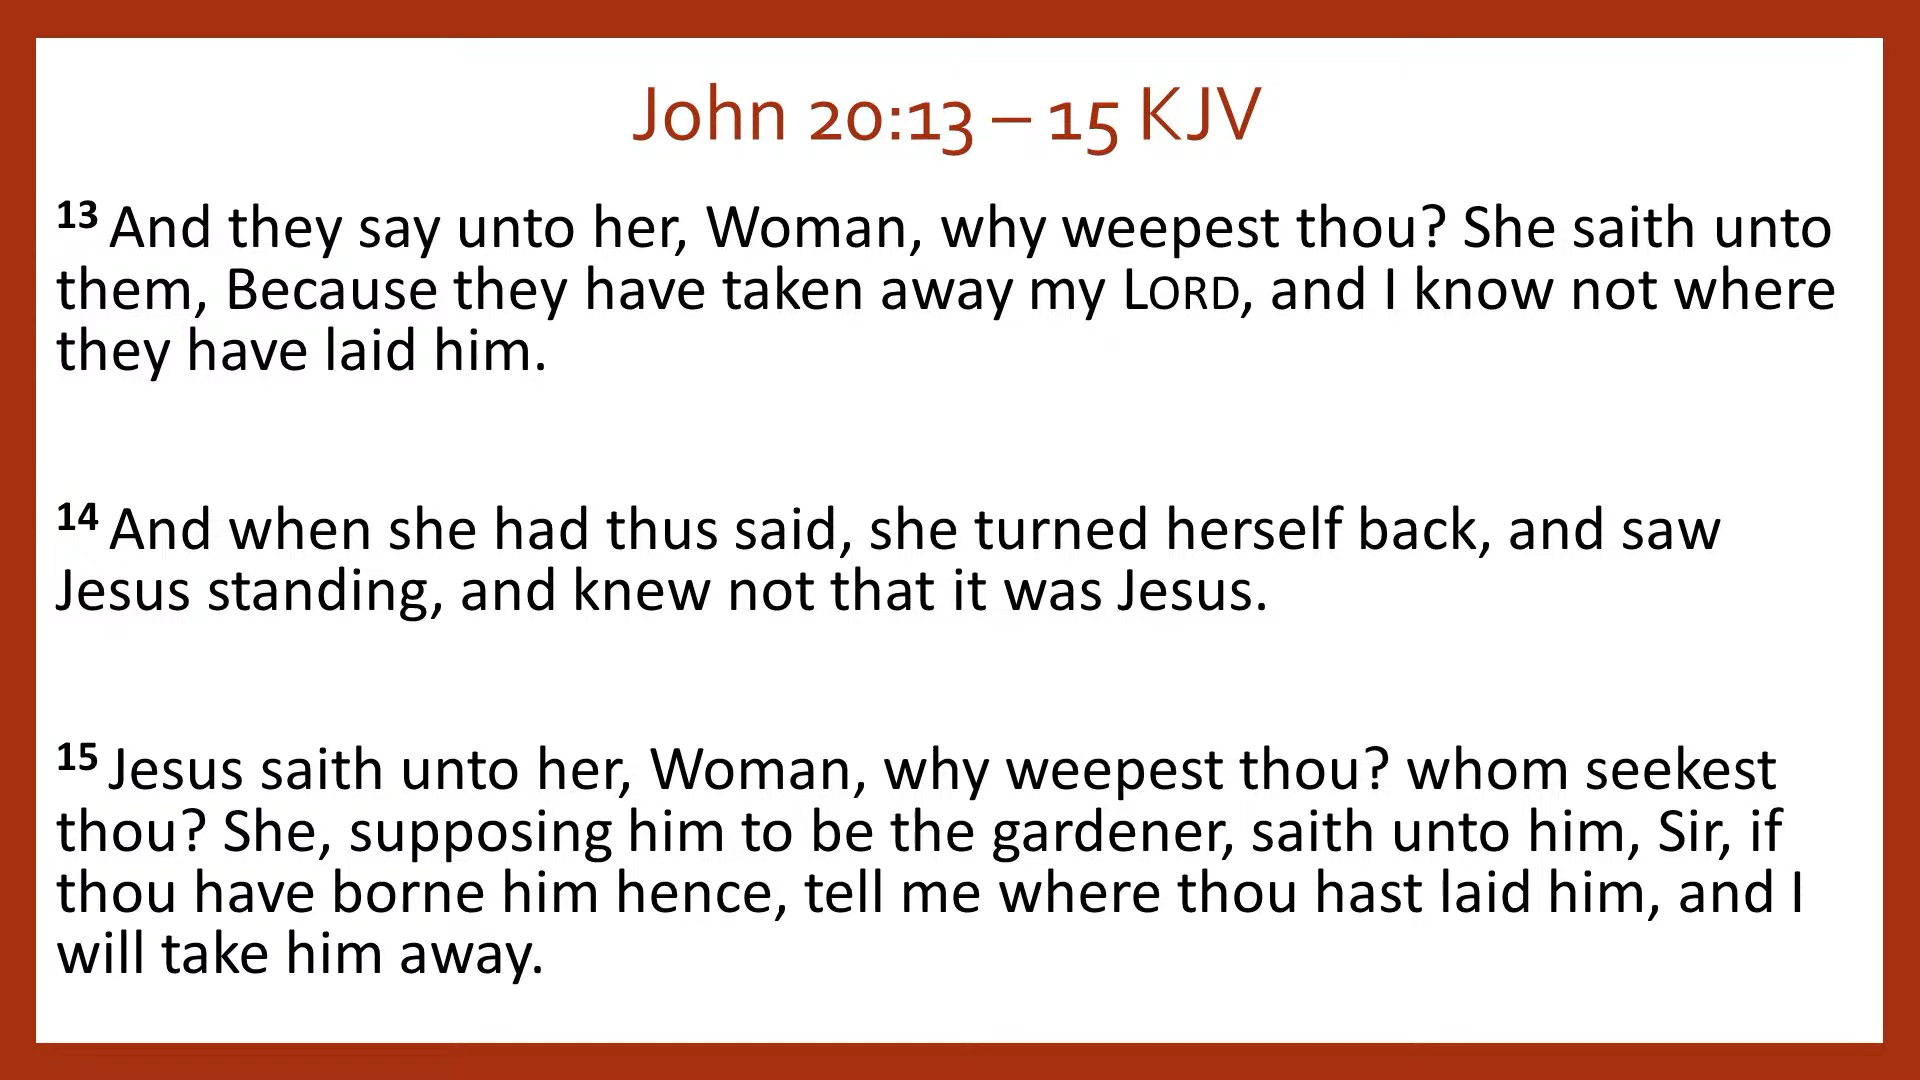 John 20:13 – 15 KJV
13 And they say unto her, Woman, why weepest thou? She saith unto
them, Because they have taken away my LORD, and I know not where
they have laid him.
14 And when she had thus said, she turned herself back, and saw
Jesus standing, and knew not that it was Jesus.
15 Jesus saith unto her, Woman, why weepest thou? whom seekest
thou? She, supposing him to be the gardener, saith unto him, Sir, if
thou have borne him hence, tell me where thou hast laid him, and I
will take him away.